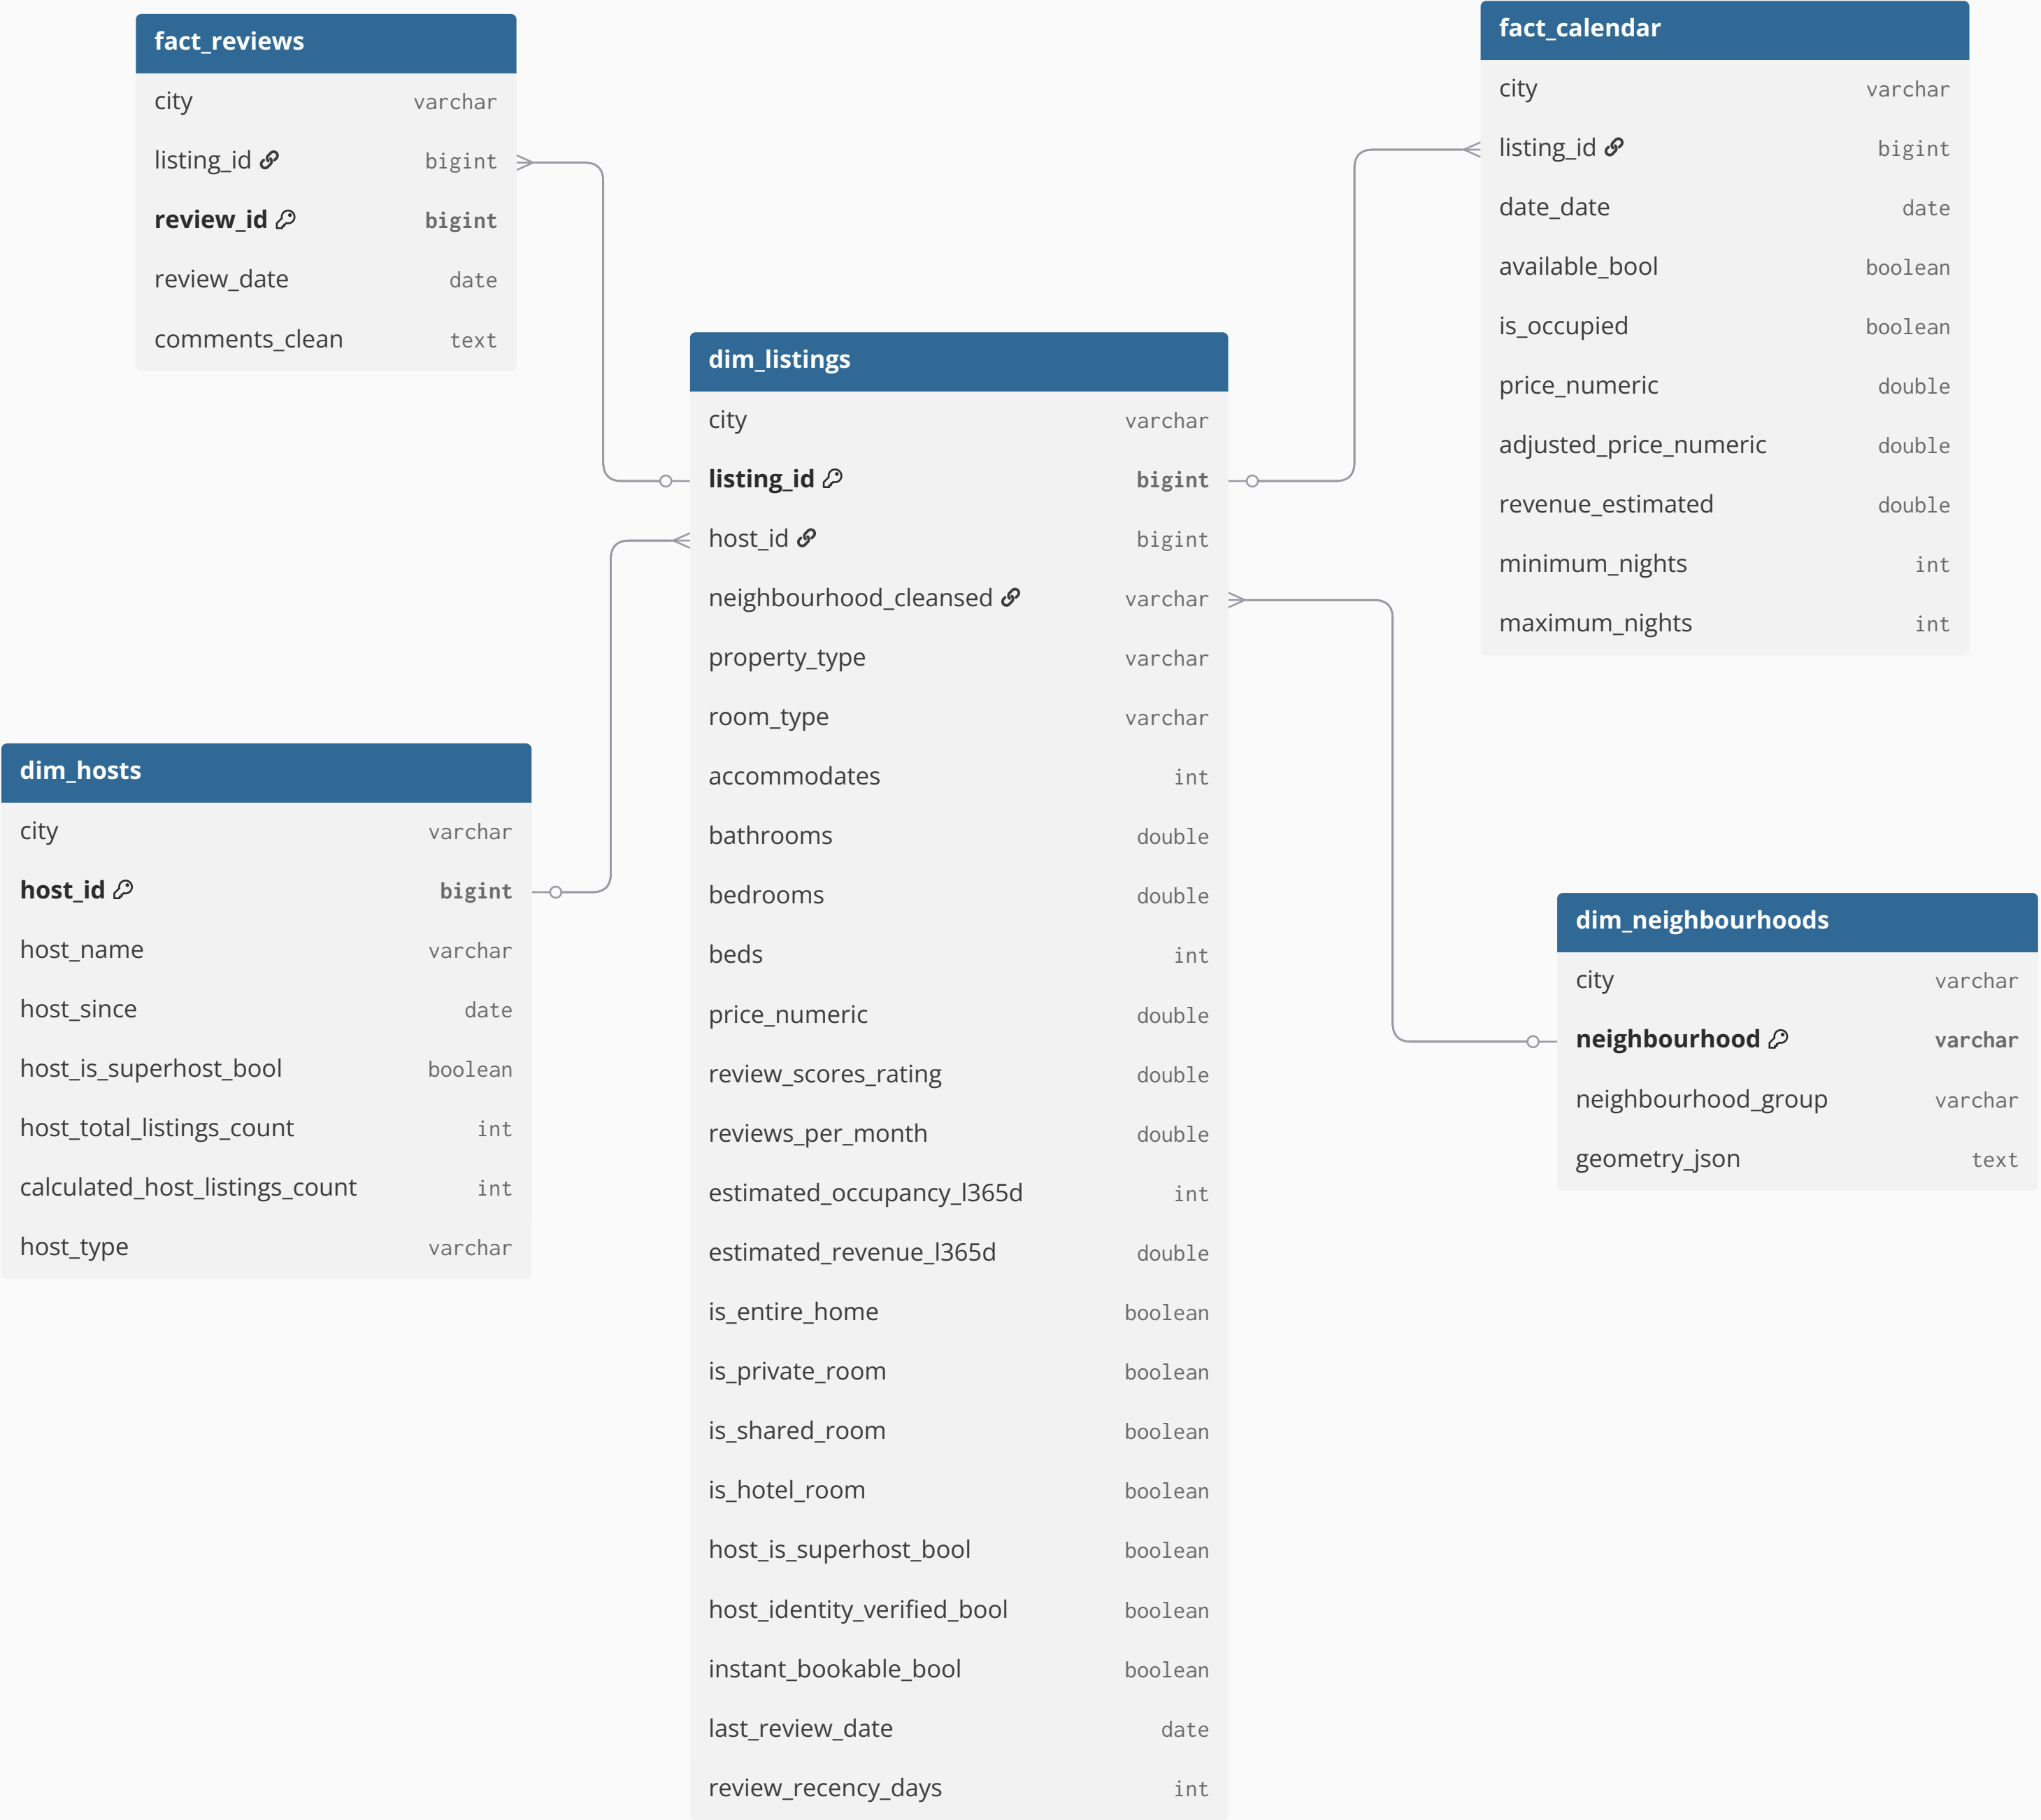 fact_reviews
city varchar
listing_id bigint
review_id bigint
review_date date
comments_clean text
fact_calendar
city varchar
listing_id bigint
date_date date
available_bool boolean
is_occupied boolean
price_numeric double
adjusted_price_numeric double
revenue_estimated double
minimum_nights int
maximum_nights int
dim_listings
city varchar
listing_id bigint
host_id bigint
neighbourhood_cleansed varchar
property_type varchar
room_type varchar
accommodates int
bathrooms double
bedrooms double
beds int
price_numeric double
review_scores_rating double
reviews_per_month double
estimated_occupancy_l365d int
estimated_revenue_l365d double
is_entire_home boolean
is_private_room boolean
is_shared_room boolean
is_hotel_room boolean
host_is_superhost_bool boolean
host_identity_verified_bool boolean
instant_bookable_bool boolean
last_review_date date
review_recency_days int
dim_hosts
city varchar
host_id bigint
host_name varchar
host_since date
host_is_superhost_bool boolean
host_total_listings_count int
calculated_host_listings_count int
host_type varchar
dim_neighbourhoods
city varchar
neighbourhood varchar
neighbourhood_group varchar
geometry_json text